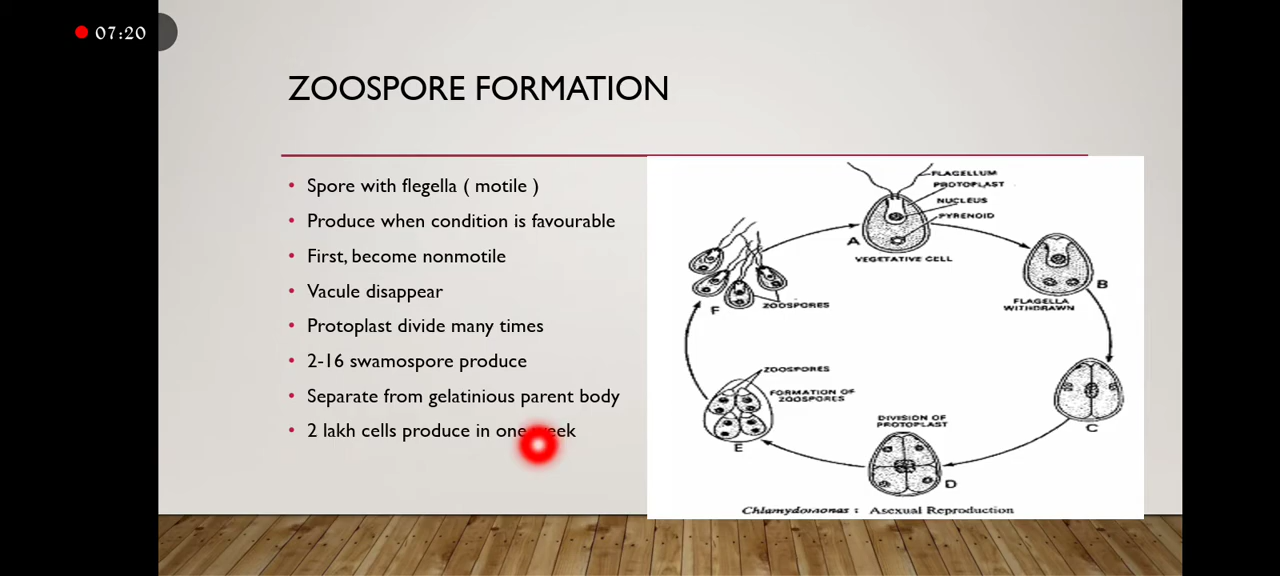 07:20
ZOOSPORE FORMATION
• Spore with flegella ( motile )
• Produce when condition is favourable
• First, become nonmotile
• Vacule disappear
• Protoplast divide many times
• 2-16 swamospore produce
• Separate from gelatinious parent body
• 2 lakh cells produce in one week
FLAGELLUM
PROTOPLAST
NUCLEUS
PYRENOID
A
VEGETATIVE CELL
B
FLAGELLA
WITHDRAWN
C
DIVISION OF
PROTOPLAST
D
ZOOSPORES
FORMATION OF
ZOOSPORES
E
F
ZOOSPORES
Chlamydomonas : Asexual Reproduction